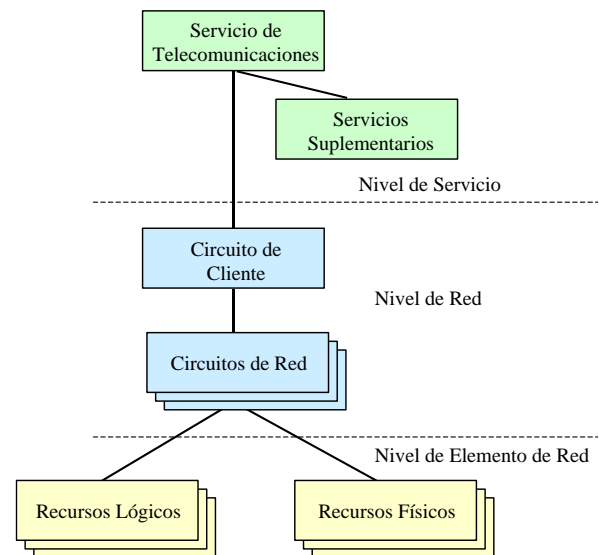 Servicio de
Telecomunicaciones
Servicios
Suplementarios
Nivel de Servicio
Circuito de
Cliente
Nivel de Red
Circuitos de Red
Nivel de Elemento de Red
Recursos Lógicos
Recursos Físicos